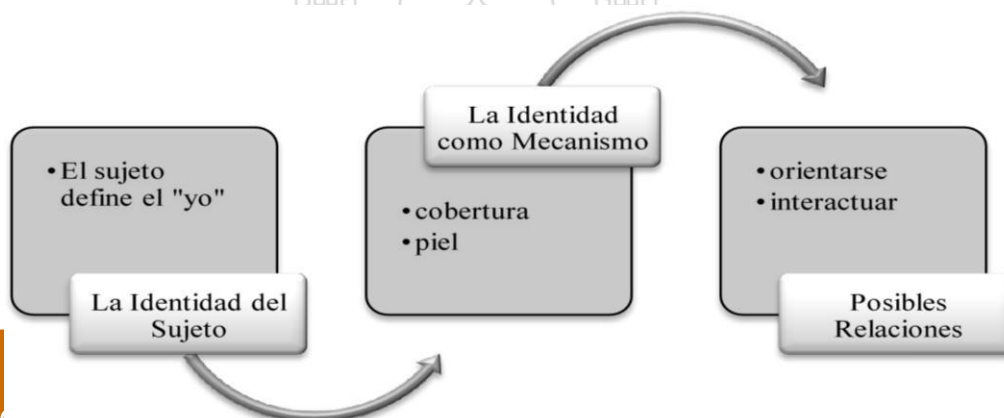 • El sujeto
define el "yo"
La Identidad del
Sujeto
La Identidad
como Mecanismo
• cobertura
• piel
• orientarse
• interactuar
Posibles
Relaciones